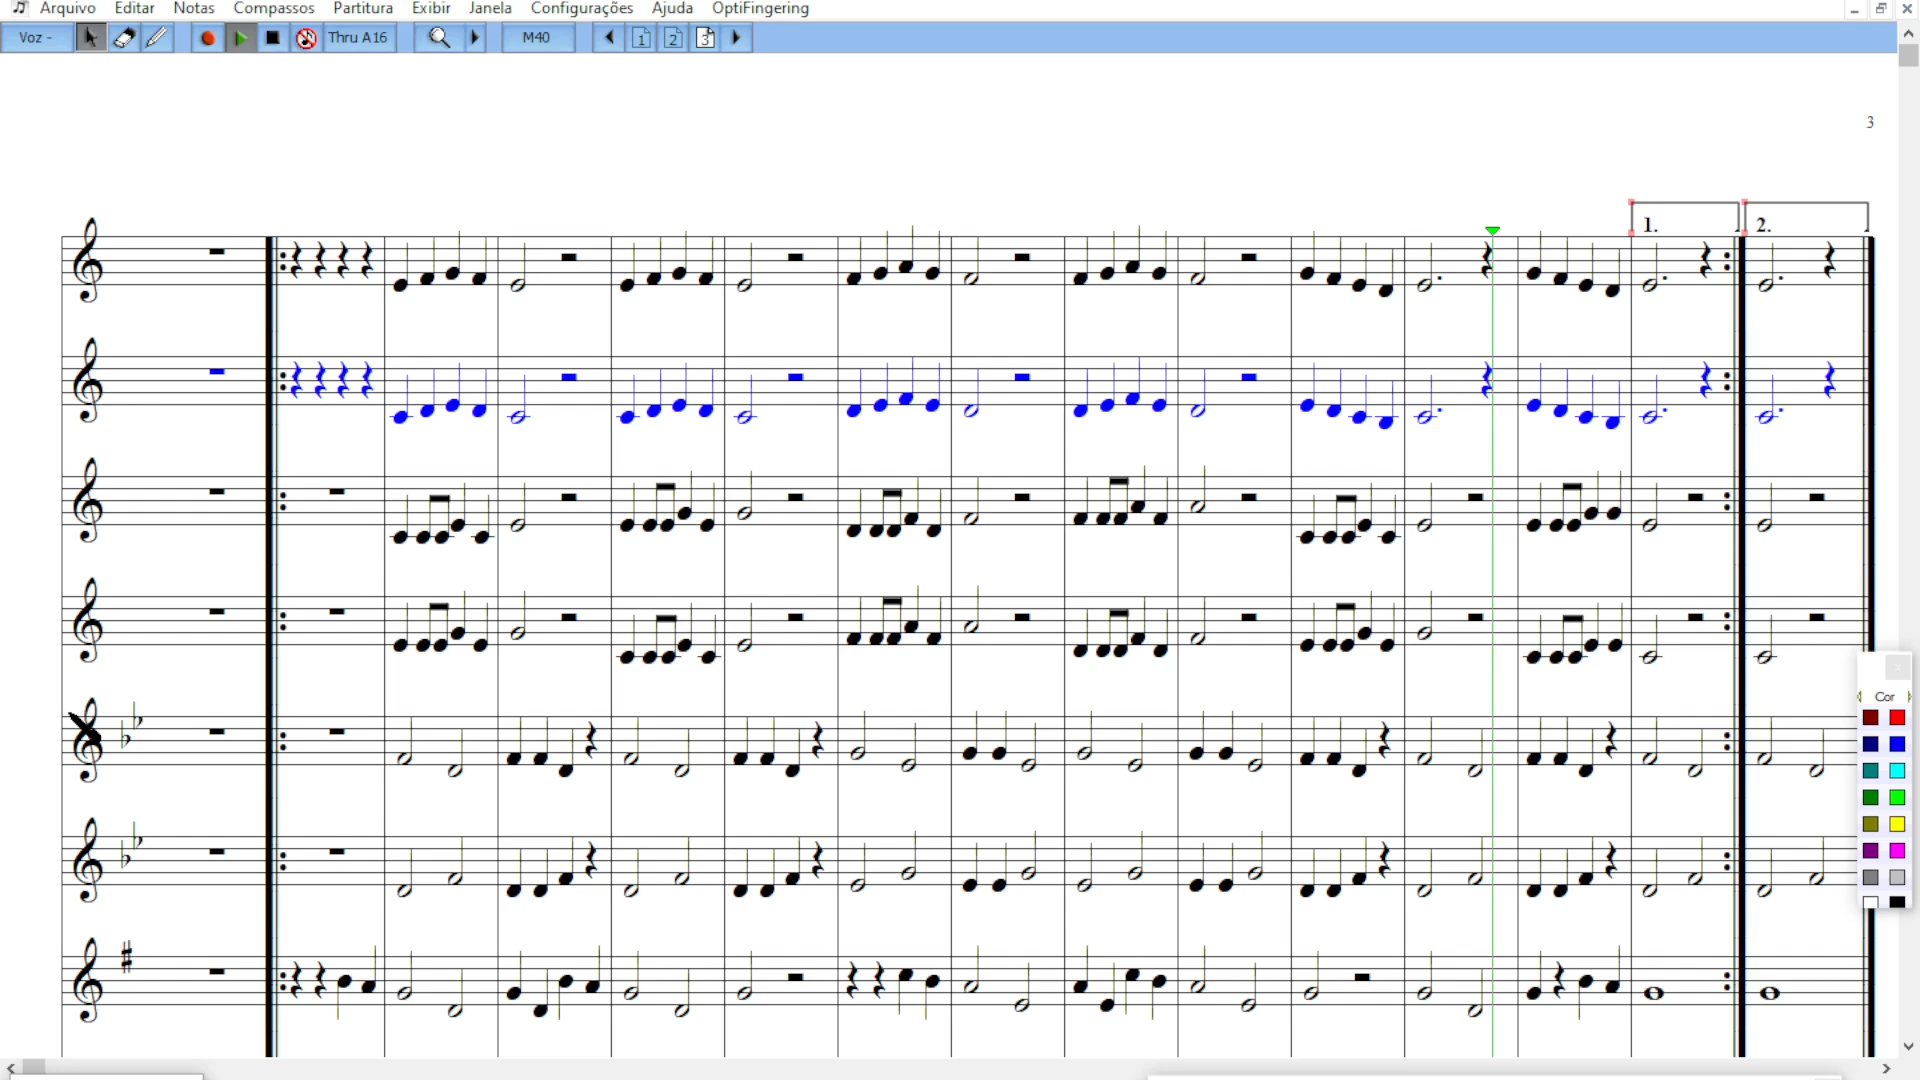 Arquivo Editar Notas Compassos Partitura Exibir Janela Configurações Ajuda OptiFingering
Voz - Thru A16 M40 1 2 3
3
1. 2.
Cor